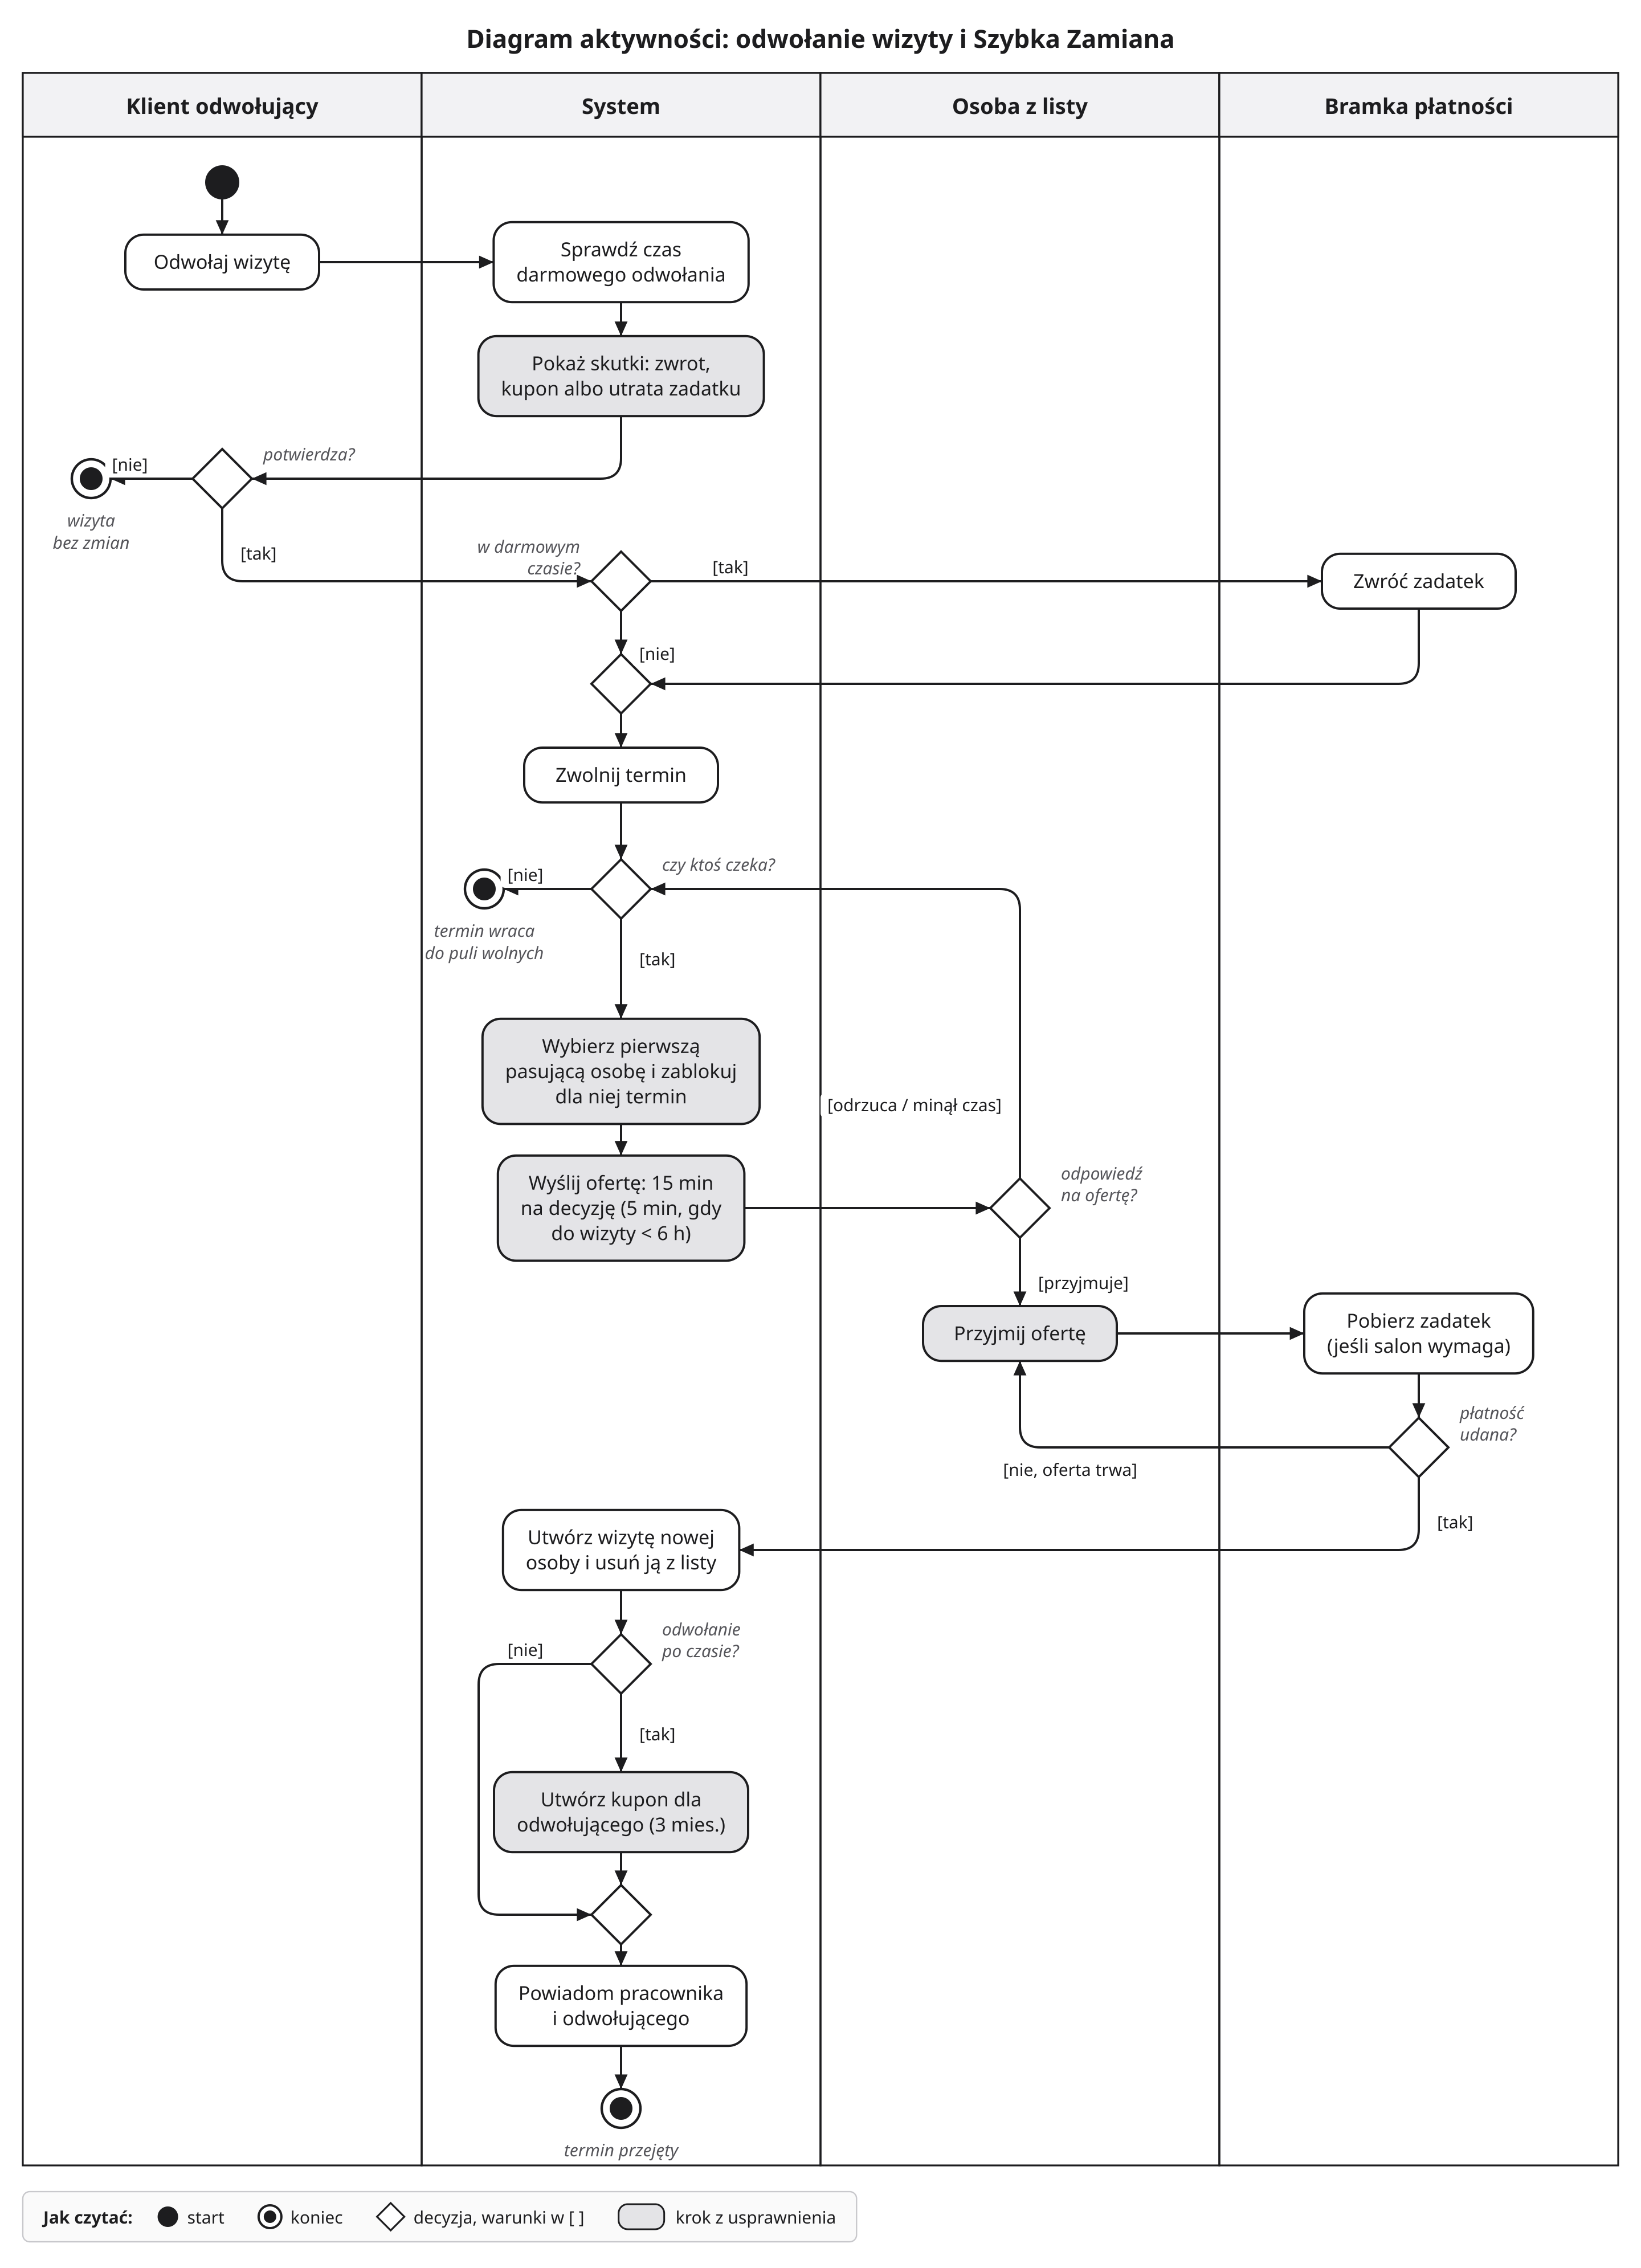 Diagram aktywności: odwołanie wizyty i Szybka Zamiana
Klient odwołujący
System
Osoba z listy
Bramka płatności
Odwołaj wizytę
Sprawdź czas
darmowego odwołania
Pokaż skutki: zwrot,
kupon albo utrata zadatku
potwierdza?
[nie]
wizyta
bez zmian
[tak]
w darmowym
czasie?
[tak]
Zwróć zadatek
[nie]
Zwolnij termin
czy ktoś czeka?
[nie]
termin wraca
do puli wolnych
[tak]
Wybierz pierwszą
pasującą osobę i zablokuj
dla niej termin
[odrzuca / minął czas]
Wyślij ofertę: 15 min
na decyzję (5 min, gdy
do wizyty < 6 h)
odpowiedź
na ofertę?
[przyjmuje]
Przyjmij ofertę
Pobierz zadatek
(jeśli salon wymaga)
płatność
udana?
[nie, oferta trwa]
[tak]
Utwórz wizytę nowej
osoby i usuń ją z listy
odwołanie
po czasie?
[nie]
[tak]
Utwórz kupon dla
odwołującego (3 mies.)
Powiadom pracownika
i odwołującego
termin przejęty
Jak czytać: start koniec decyzja, warunki w [ ] krok z usprawnienia